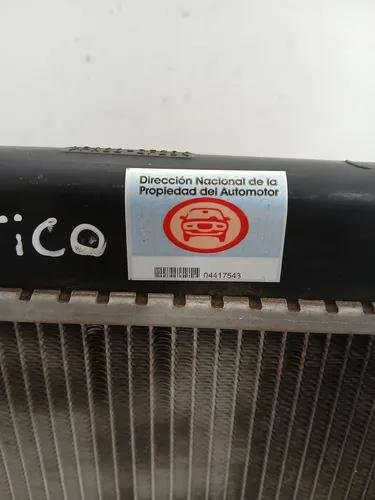 Dirección Nacional de la
Propiedad del Automotor
TICO
04417543